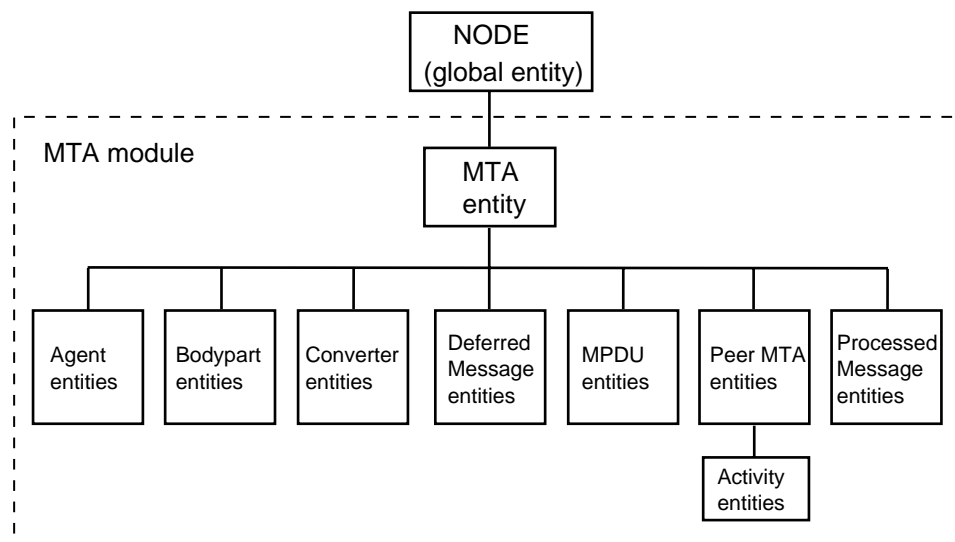 NODE
(global entity)
MTA module
MTA
entity
Agent
entities
Bodypart
entities
Converter
entities
Deferred
Message
entities
MPDU
entities
Peer MTA
entities
Processed
Message
entities
Activity
entities